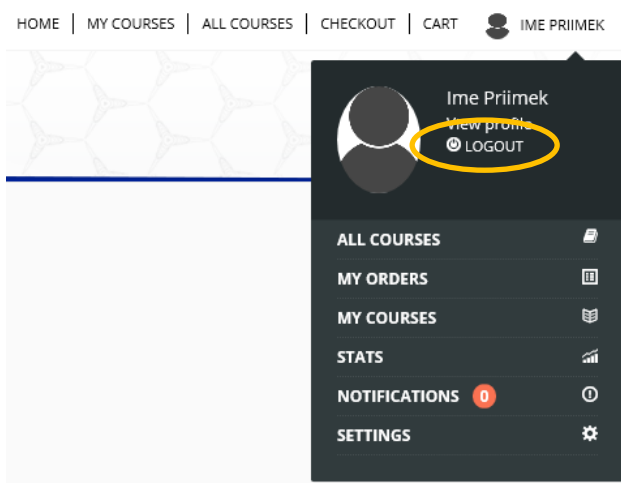 HOME | MY COURSES | ALL COURSES | CHECKOUT | CART IME PRIIMEK
Ime Priimek
View profile
LOGOUT
ALL COURSES
MY ORDERS
MY COURSES
STATS
NOTIFICATIONS 0
SETTINGS